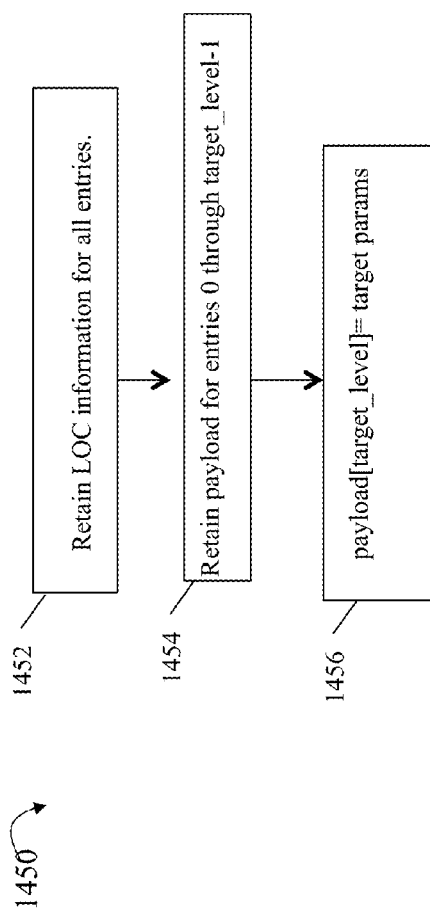 1450
1452
Retain LOC information for all entries.
1454
Retain payload for entries 0 through target_level-1
1456
payload[target_level]= target params